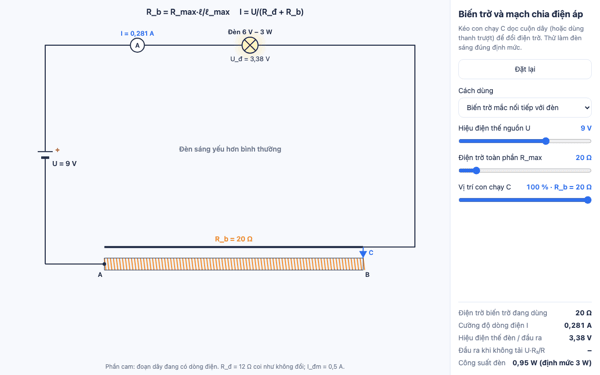 R_b = R_max·ℓ/ℓ_max I = U/(R_đ + R_b)
I = 0,281 A
Đèn 6 V – 3 W
A
U_đ = 3,38 V
Đèn sáng yếu hơn bình thường
+
U = 9 V
R_b = 20 Ω
C
A
B
Phần cam: đoạn dây đang có dòng điện. R_đ = 12 Ω coi như không đổi; I_đm = 0,5 A.
Biến trở và mạch chia điện áp
Kéo con chạy C dọc cuộn dây (hoặc dùng
thanh trượt) để đổi điện trở. Thử làm đèn
sáng đúng định mức.
Đặt lại
Cách dùng
Biến trở mắc nối tiếp với đèn
Hiệu điện thế nguồn U 9 V
Điện trở toàn phần R_max 20 Ω
Vị trí con chạy C 100 % · R_b = 20 Ω
Điện trở biến trở đang dùng 20 Ω
Cường độ dòng điện I 0,281 A
Hiệu điện thế đèn / đầu ra 3,38 V
Đầu ra khi không tải U·R₂/R –
Công suất đèn 0,95 W (định mức 3 W)